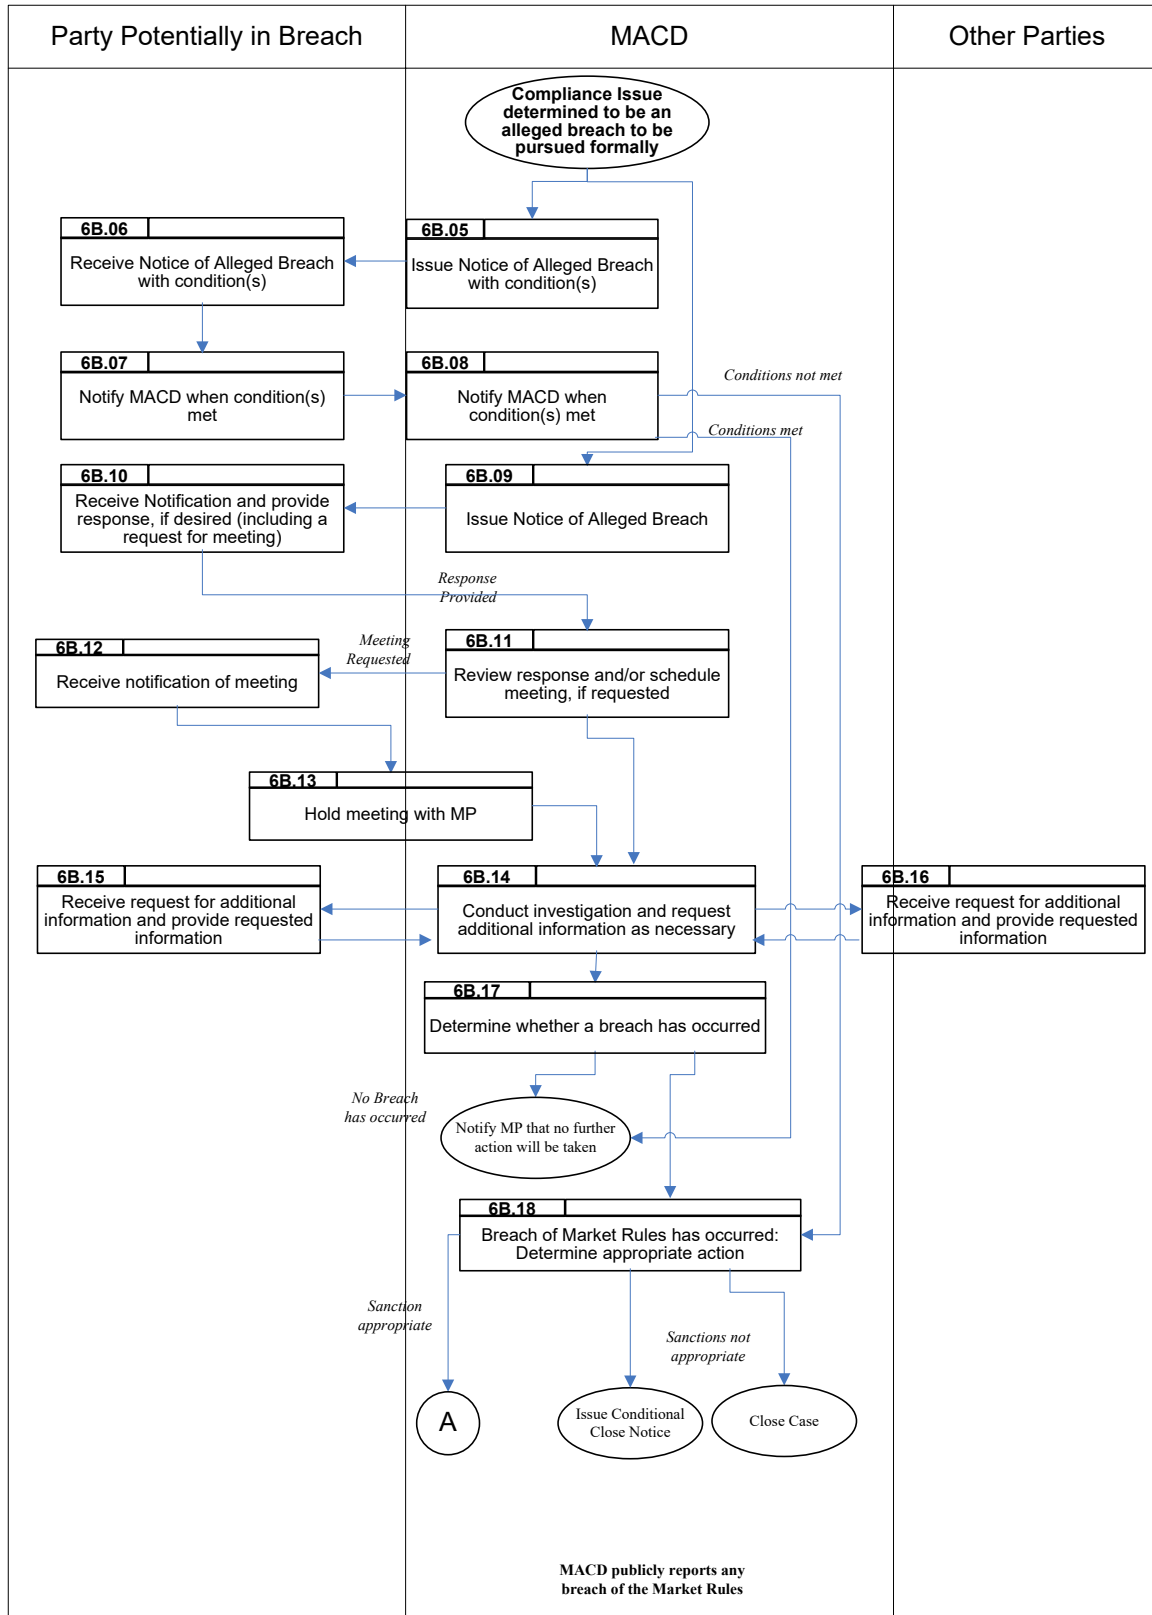 Party Potentially in Breach
MACD
Other Parties
Compliance Issue
determined to be an
alleged breach to be
pursued formally
6B.06
Receive Notice of Alleged Breach
with condition(s)
6B.05
Issue Notice of Alleged Breach
with condition(s)
6B.07
Notify MACD when condition(s)
met
6B.08
Notify MACD when
condition(s) met
Conditions not met
Conditions met
6B.10
Receive Notification and provide
response, if desired (including a
request for meeting)
6B.09
Issue Notice of Alleged Breach
Response
Provided
6B.12
Receive notification of meeting
Meeting
Requested
6B.11
Review response and/or schedule
meeting, if requested
6B.13
Hold meeting with MP
6B.15
Receive request for additional
information and provide requested
information
6B.14
Conduct investigation and request
additional information as necessary
6B.16
Receive request for additional
information and provide requested
information
6B.17
Determine whether a breach has occurred
No Breach
has occurred
Notify MP that no further
action will be taken
6B.18
Breach of Market Rules has occurred:
Determine appropriate action
Sanction
appropriate
Sanctions not
appropriate
A
Issue Conditional
Close Notice
Close Case
MACD publicly reports any
breach of the Market Rules